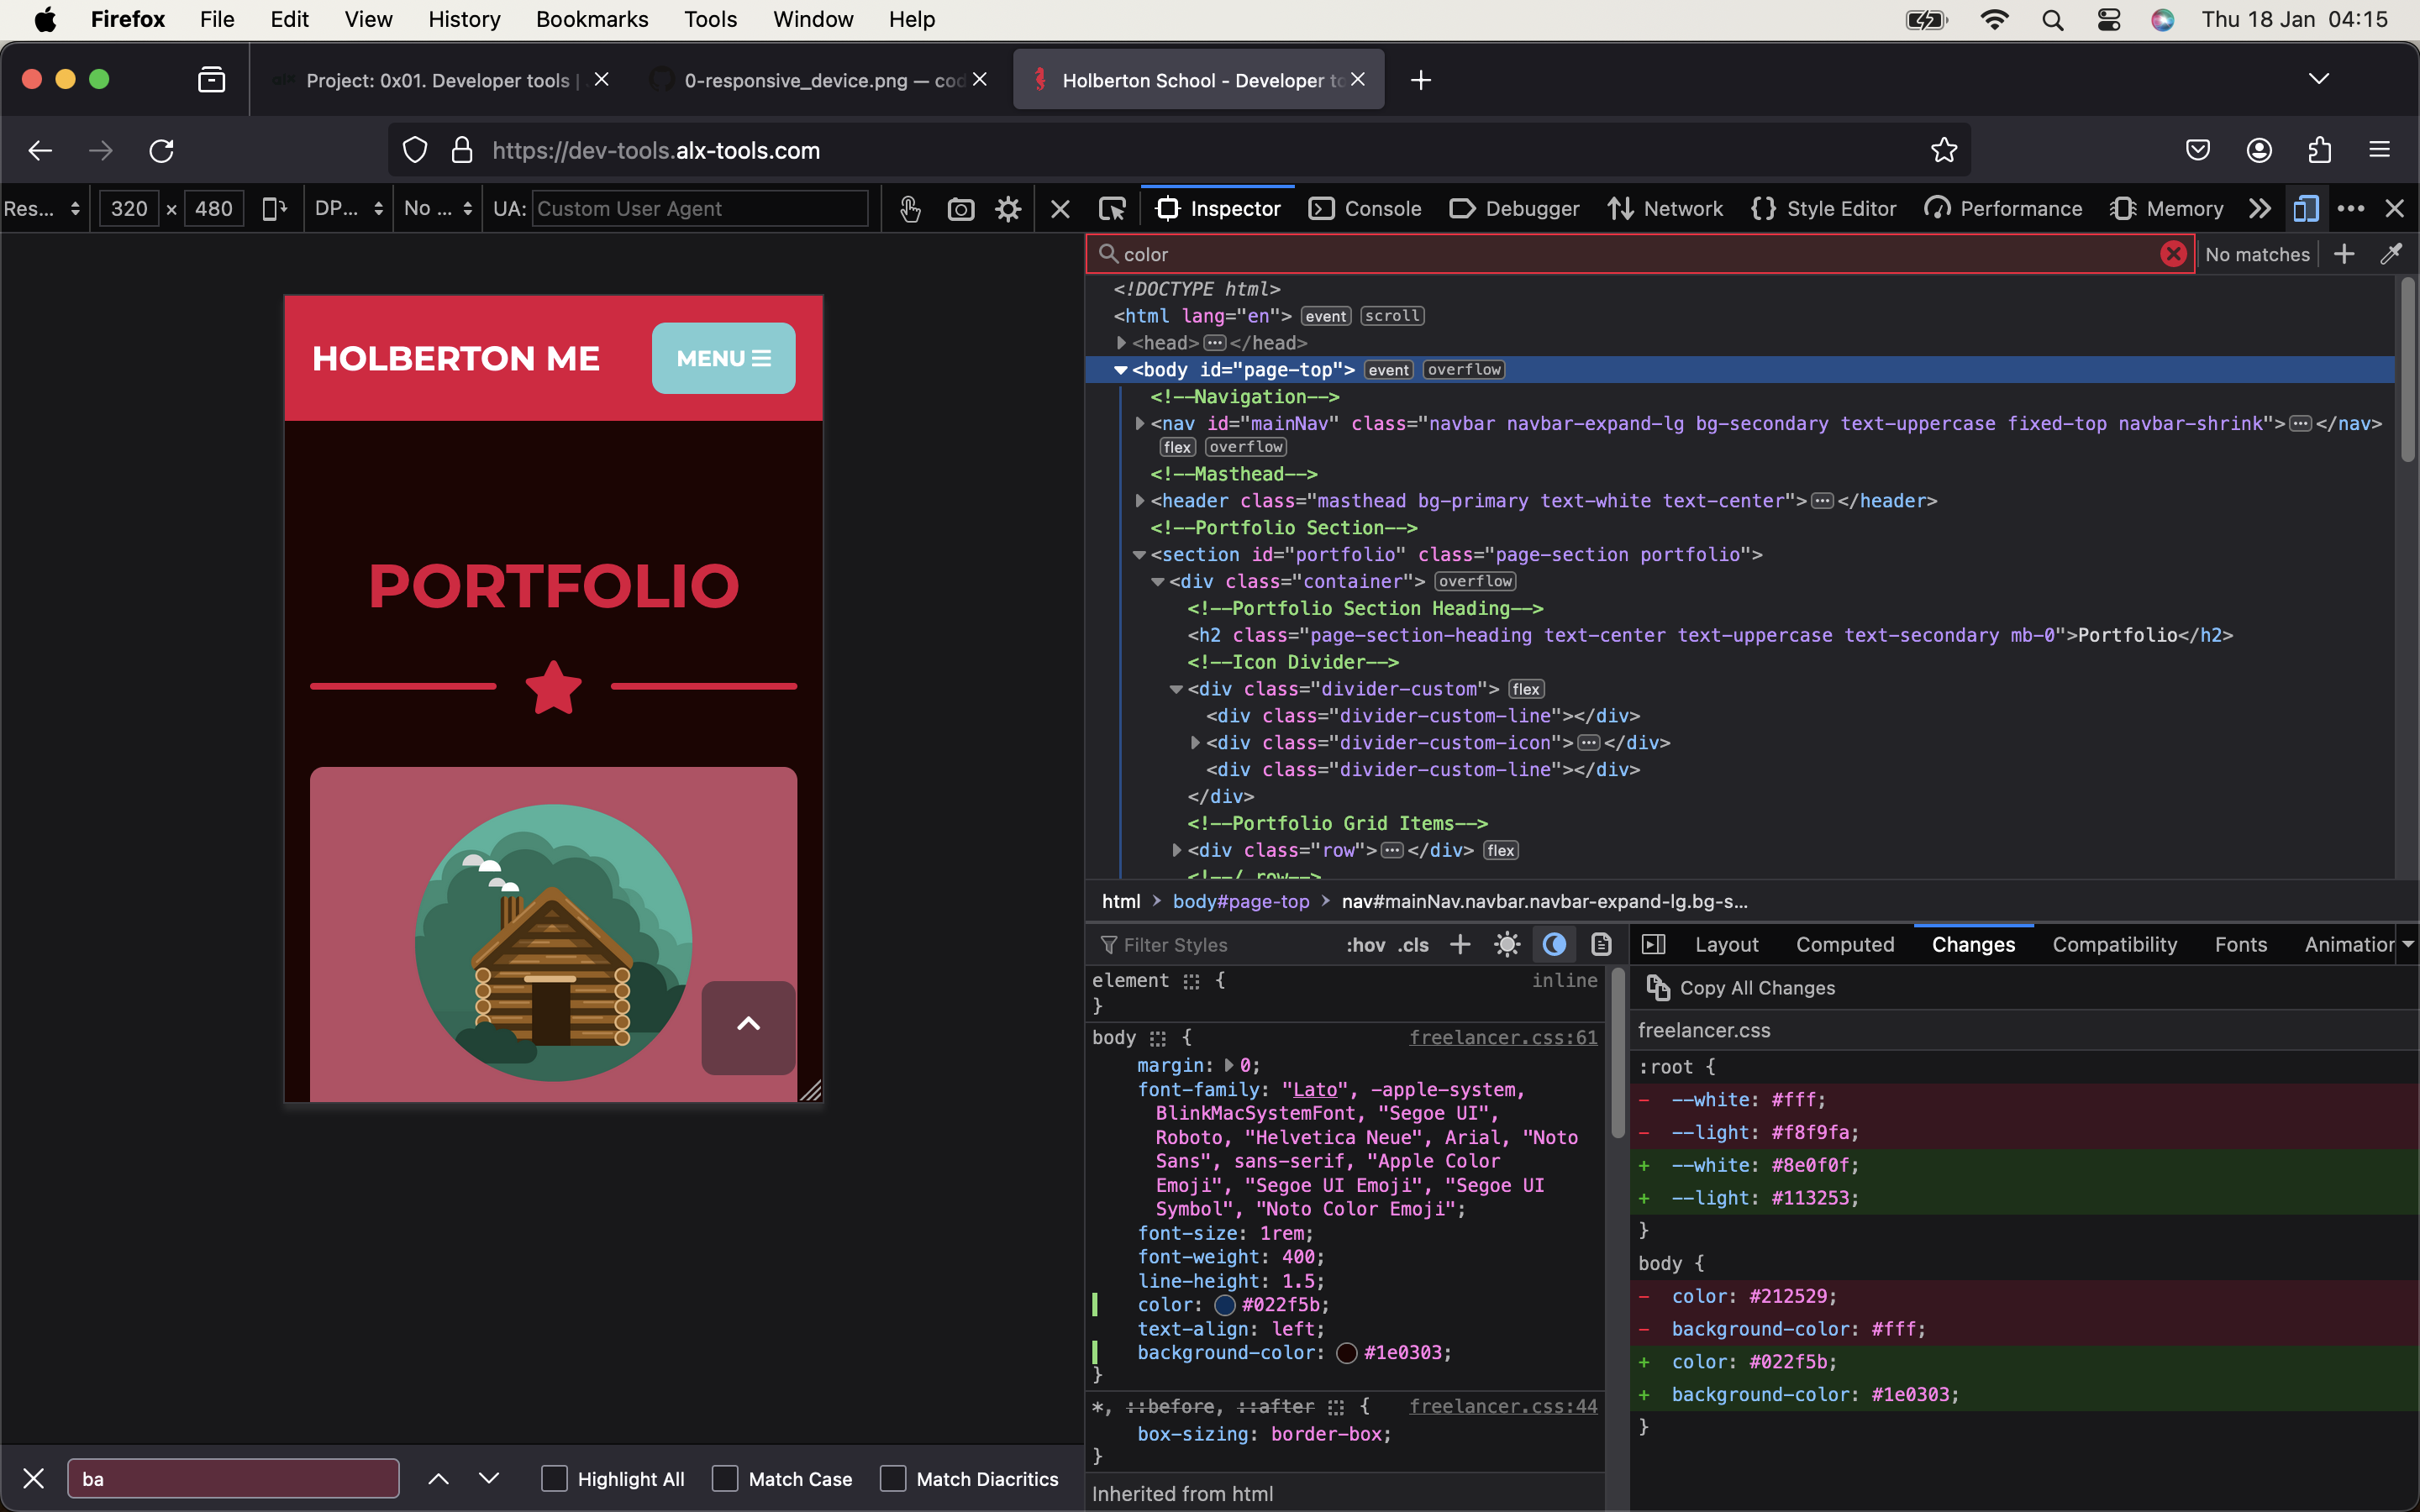 Firefox File Edit View History Bookmarks Tools Window Help Thu 18 Jan 04:15
Project: 0x01. Developer tools | 0-responsive_device.png — cod Holberton School - Developer to
https://dev-tools.alx-tools.com
Res... 320 x 480 DP... No ... UA: Custom User Agent Inspector Console Debugger Network Style Editor Performance Memory
color No matches
<!DOCTYPE html>
<html lang="en"> event scroll
<head> ... </head>
<body id="page-top"> event overflow
<!--Navigation-->
<nav id="mainNav" class="navbar navbar-expand-lg bg-secondary text-uppercase fixed-top navbar-shrink"> ... </nav>
flex overflow
<!--Masthead-->
<header class="masthead bg-primary text-white text-center"> ... </header>
<!--Portfolio Section-->
<section id="portfolio" class="page-section portfolio">
<div class="container"> overflow
<!--Portfolio Section Heading-->
<h2 class="page-section-heading text-center text-uppercase text-secondary mb-0">Portfolio</h2>
<!--Icon Divider-->
<div class="divider-custom"> flex
<div class="divider-custom-line"></div>
<div class="divider-custom-icon"> ... </div>
<div class="divider-custom-line"></div>
</div>
<!--Portfolio Grid Items-->
<div class="row"> ... </div> flex
<!--/.row-->
HOLBERTON ME MENU
PORTFOLIO
html > body#page-top > nav#mainNav.navbar.navbar-expand-lg.bg-s...
Filter Styles :hov .cls
element { inline
}
body { freelancer.css:61
margin: 0;
font-family: "Lato", -apple-system,
BlinkMacSystemFont, "Segoe UI",
Roboto, "Helvetica Neue", Arial, "Noto
Sans", sans-serif, "Apple Color
Emoji", "Segoe UI Emoji", "Segoe UI
Symbol", "Noto Color Emoji";
font-size: 1rem;
font-weight: 400;
line-height: 1.5;
color: #022f5b;
text-align: left;
background-color: #1e0303;
}
*, ::before, ::after { freelancer.css:44
box-sizing: border-box;
}
Inherited from html
Layout Computed Changes Compatibility Fonts Animation
Copy All Changes
freelancer.css
:root {
- --white: #fff;
- --light: #f8f9fa;
+ --white: #8e0f0f;
+ --light: #113253;
}
body {
- color: #212529;
- background-color: #fff;
+ color: #022f5b;
+ background-color: #1e0303;
}
ba Highlight All Match Case Match Diacritics